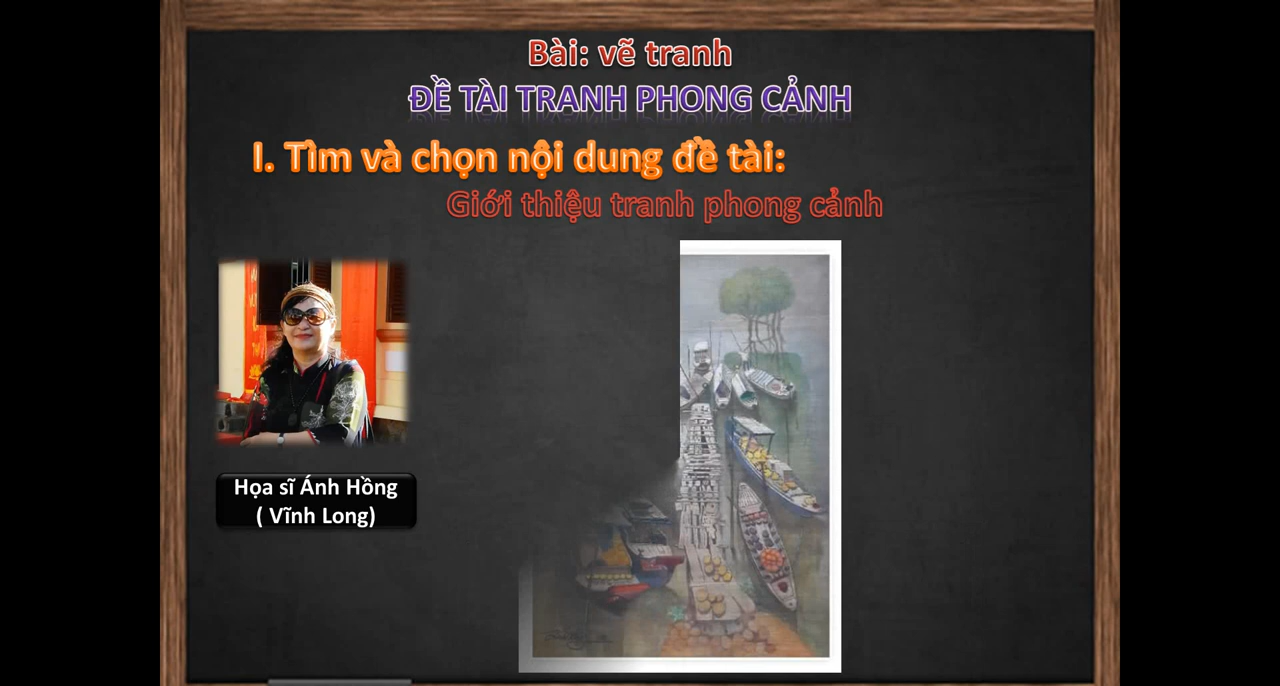 Bài: vẽ tranh
ĐỀ TÀI TRANH PHONG CẢNH
I. Tìm và chọn nội dung đề tài:
Giới thiệu tranh phong cảnh
Họa sĩ Ánh Hồng
( Vĩnh Long)